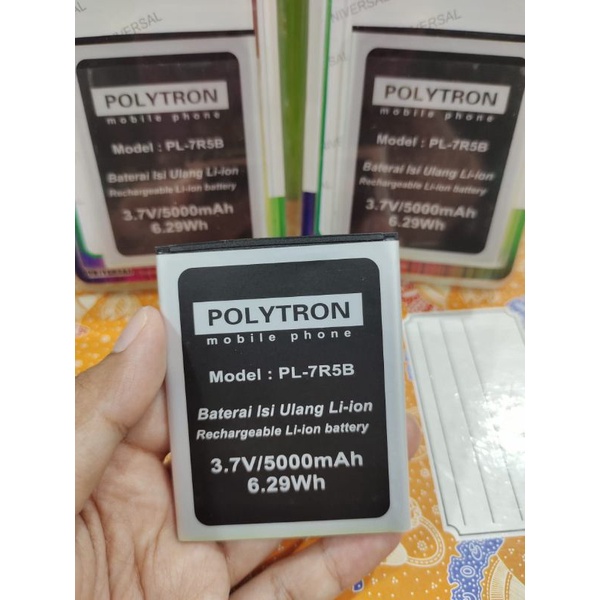 NIVERSAL
POLYTRON
mobile phone
Model : PL-7R5B
Baterai Isi Ulang Li-ion
Rechargeable Li-ion battery
3.7V/5000mAh
6.29Wh
NIVERSAL
POLYTRON
mobile phone
Model : PL-7R5B
Baterai Isi Ulang Li-ion
Rechargeable Li-ion battery
3.7V/5000mAh
6.29Wh
POLYTRON
mobile phone
Model : PL-7R5B
Baterai Isi Ulang Li-ion
Rechargeable Li-ion battery
3.7V/5000mAh
6.29Wh